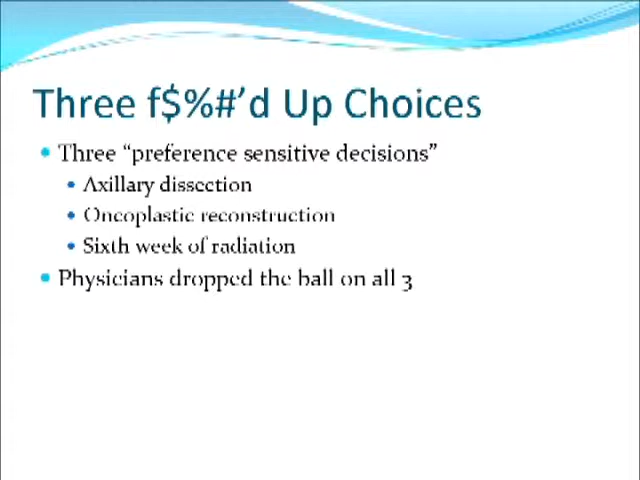 Three f$%#’d Up Choices
Three “preference sensitive decisions”
Axillary dissection
Oncoplastic reconstruction
Sixth week of radiation
Physicians dropped the ball on all 3